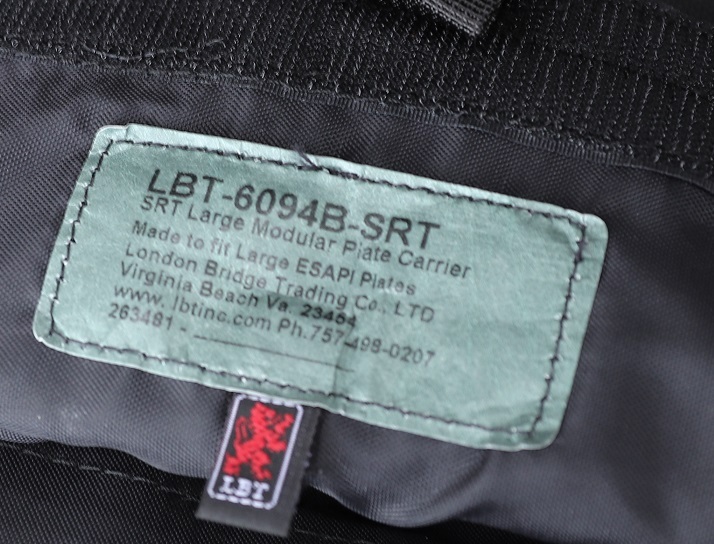 LBT-6094B-SRT
SRT Large Modular Plate Carrier
Made to fit Large ESAPI Plates
London Bridge Trading Co., LTD
Virginia Beach Va. 23464
www.lbtinc.com Ph.757-498-0207
263481 -
LBT